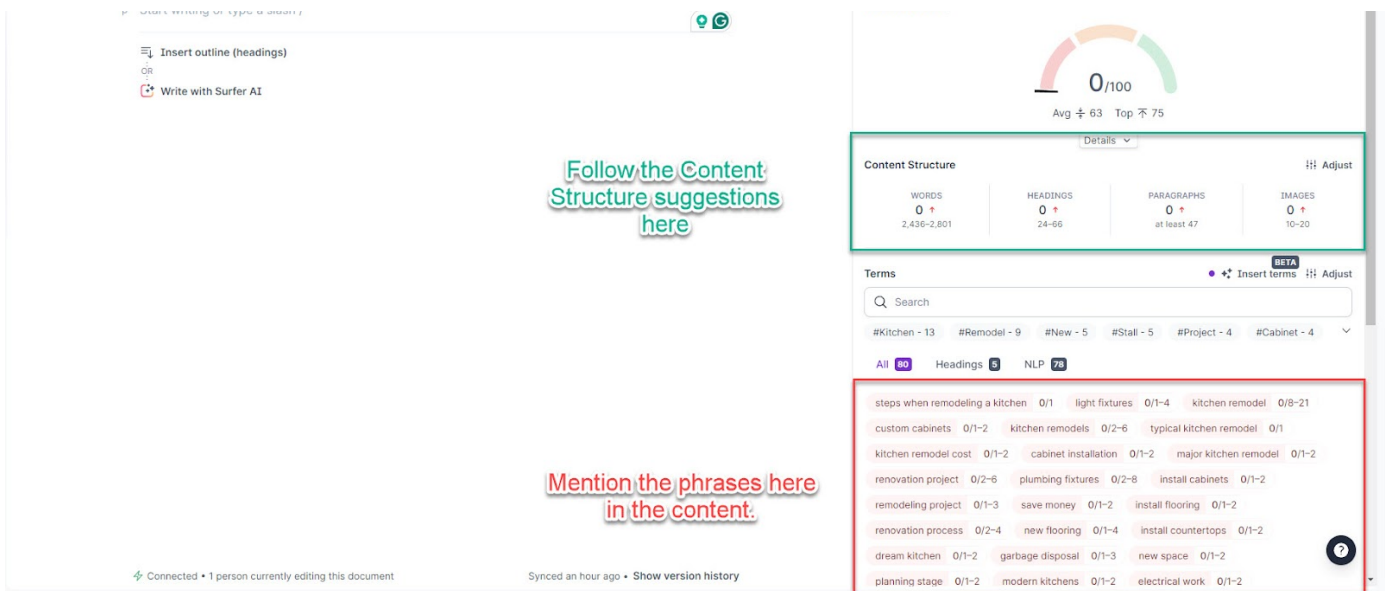 Start writing or type a slash /
Insert outline (headings)
OR
Write with Surfer AI
Follow the Content
Structure suggestions
here
Mention the phrases here
in the content.
Connected • 1 person currently editing this document
Synced an hour ago • Show version history
0/100
Avg 63 Top 75
Details
Content Structure Adjust
WORDS HEADINGS PARAGRAPHS IMAGES
0 ↑ 0 ↑ 0 ↑ 0 ↑
2,436–2,801 24–66 at least 47 10–20
BETA
Terms Insert terms Adjust
Search
#Kitchen - 13 #Remodel - 9 #New - 5 #Stall - 5 #Project - 4 #Cabinet - 4
All 80 Headings 5 NLP 78
steps when remodeling a kitchen 0/1 light fixtures 0/1–4 kitchen remodel 0/8–21
custom cabinets 0/1–2 kitchen remodels 0/2–6 typical kitchen remodel 0/1
kitchen remodel cost 0/1–2 cabinet installation 0/1–2 major kitchen remodel 0/1–2
renovation project 0/2–6 plumbing fixtures 0/2–8 install cabinets 0/1–2
remodeling project 0/1–3 save money 0/1–2 install flooring 0/1–2
renovation process 0/2–4 new flooring 0/1–4 install countertops 0/1–2
dream kitchen 0/1–2 garbage disposal 0/1–3 new space 0/1–2
planning stage 0/1–2 modern kitchens 0/1–2 electrical work 0/1–2
?